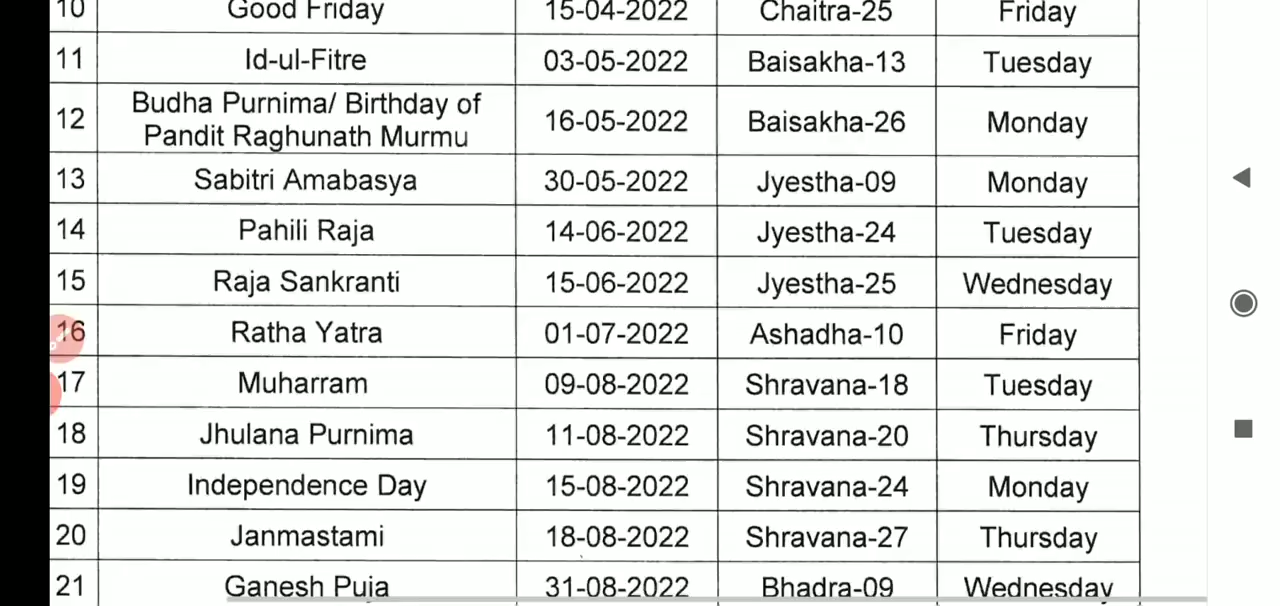 10 Good Friday 15-04-2022 Chaitra-25 Friday
11 Id-ul-Fitre 03-05-2022 Baisakha-13 Tuesday
12 Budha Purnima/ Birthday of
Pandit Raghunath Murmu 16-05-2022 Baisakha-26 Monday
13 Sabitri Amabasya 30-05-2022 Jyestha-09 Monday
14 Pahili Raja 14-06-2022 Jyestha-24 Tuesday
15 Raja Sankranti 15-06-2022 Jyestha-25 Wednesday
16 Ratha Yatra 01-07-2022 Ashadha-10 Friday
17 Muharram 09-08-2022 Shravana-18 Tuesday
18 Jhulana Purnima 11-08-2022 Shravana-20 Thursday
19 Independence Day 15-08-2022 Shravana-24 Monday
20 Janmastami 18-08-2022 Shravana-27 Thursday
21 Ganesh Puja 31-08-2022 Bhadra-09 Wednesday